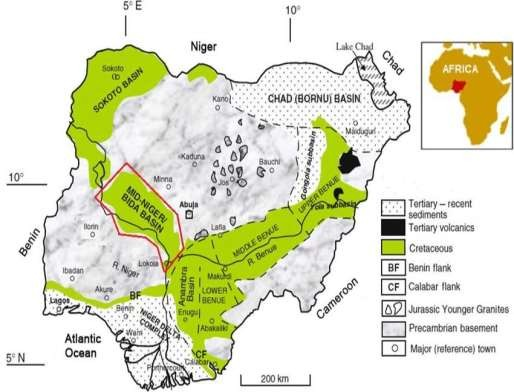 5° E
10°
Niger
Lake Chad
Chad
AFRICA
Sokoto
SOKOTO BASIN
Kano
CHAD (BORNU) BASIN
Maiduguri
Gongola subbasin
Kaduna
Bauchi
Jos
UPPER BENUE
Yola subbasin
10°
Minna
MID-NIGER/
BIDA BASIN
Abuja
Ilorin
Lafia
MIDDLE BENUE
R. Benue
Benin
Lokoja
R. Niger
Makurdi
Ibadan
Akure
BF
Anambra
Basin
LOWER
BENUE
Lagos
Benin
Enugu
Abakaliki
NIGER DELTA
COMPLEX
Warri
Atlantic
Ocean
CF
Calabar
Portharcourt
Cameroon
5° N
200 km
Tertiary – recent
sediments
Tertiary volcanics
Cretaceous
BF Benin flank
CF Calabar flank
Jurassic Younger Granites
Precambrian basement
Major (reference) town